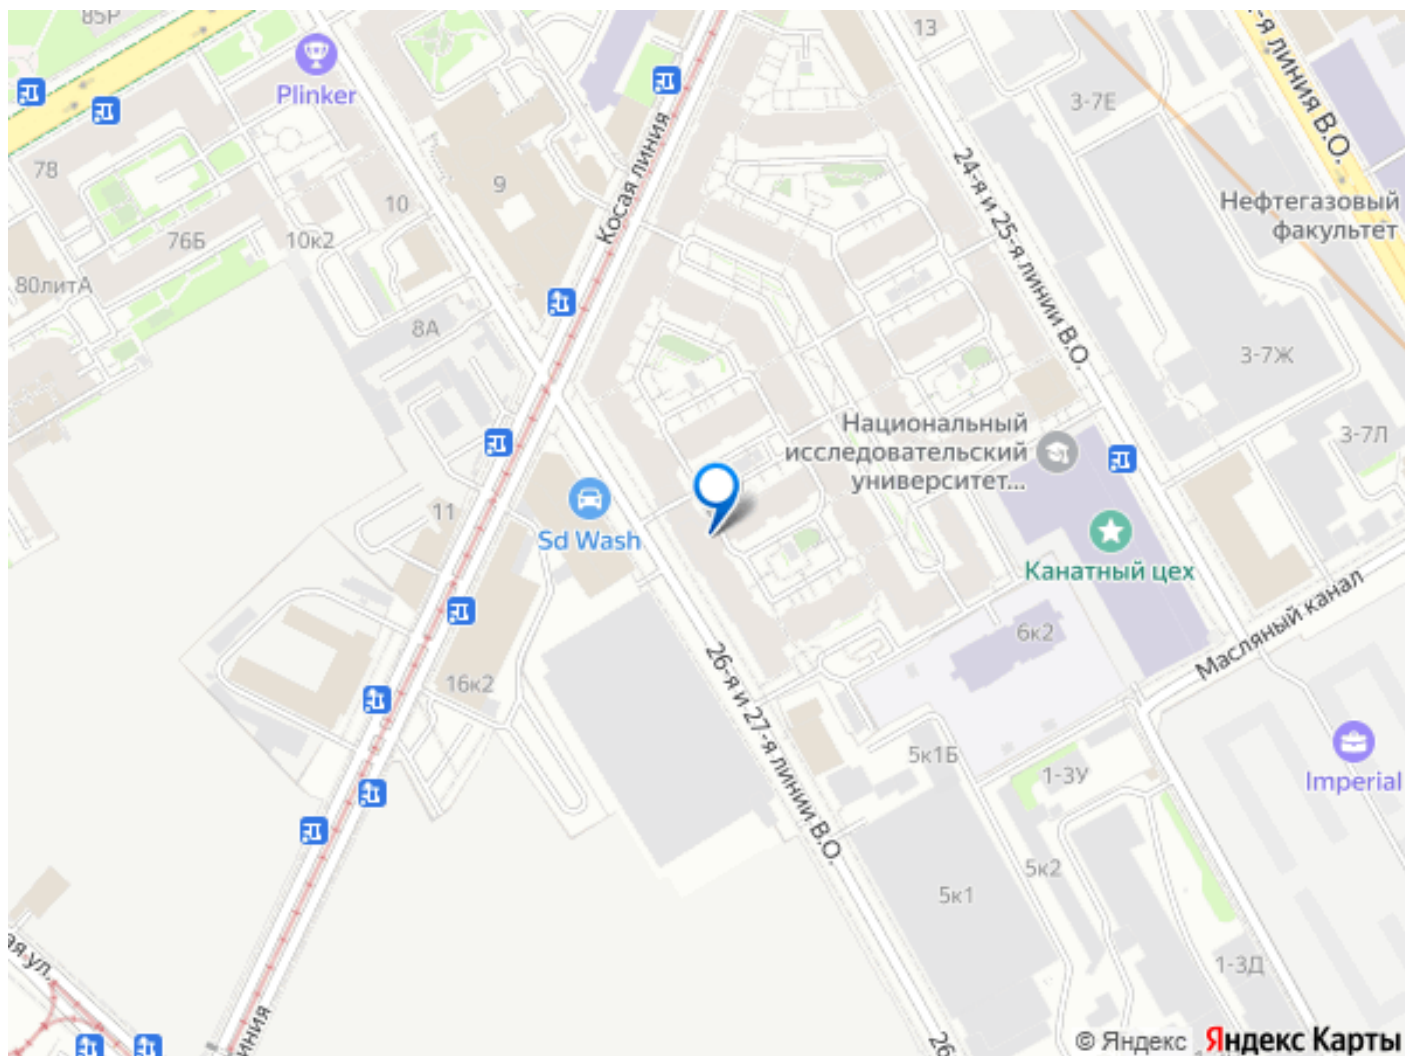 85Р
Plinker
13
3-7Е
-я линия В.О.
78
9
Косая линия
24-я и 25-я линии В.О.
Нефтегазовый
факультет
10
76Б
10к2
80литА
8А
3-7Ж
Национальный
исследовательский
университет...
3-7Л
11
Sd Wash
Канатный цех
Масляный канал
6к2
26-я и 27-я линии В.О.
16к2
5к1Б
1-3У
Imperial
5к2
5к1
ая ул.
1-3Д
линия
26
© Яндекс Яндекс Карты